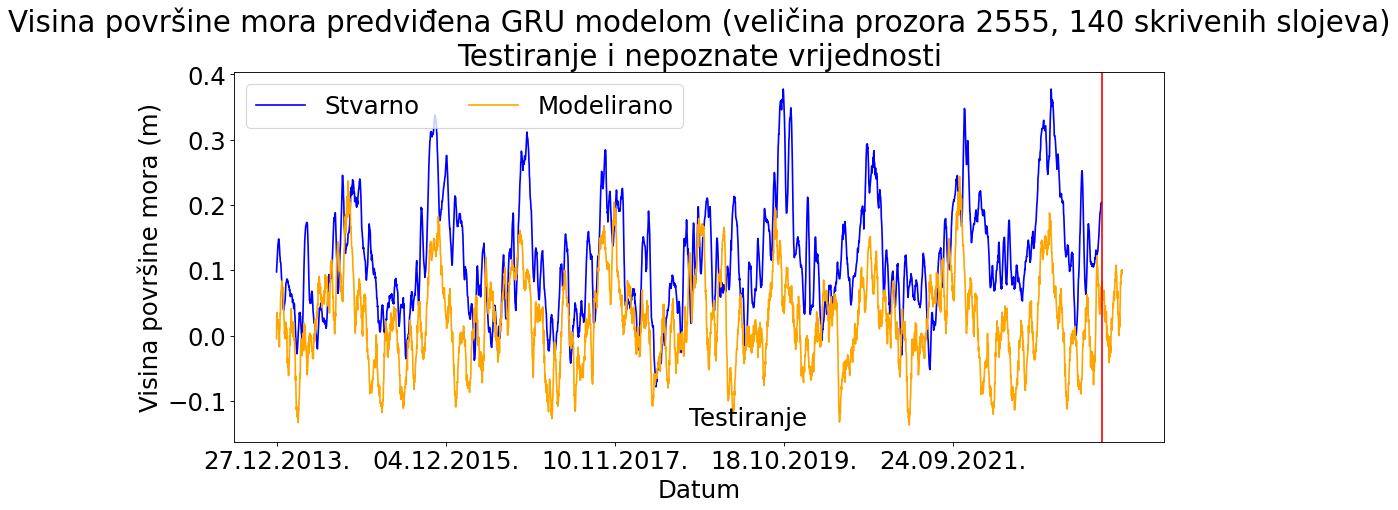 Visina površine mora predviđena GRU modelom (veličina prozora 2555, 140 skrivenih slojeva)
Testiranje i nepoznate vrijednosti
Stvarno
Modelirano
Visina površine mora (m)
0.4
0.3
0.2
0.1
0.0
−0.1
Testiranje
27.12.2013.
04.12.2015.
10.11.2017.
18.10.2019.
24.09.2021.
Datum